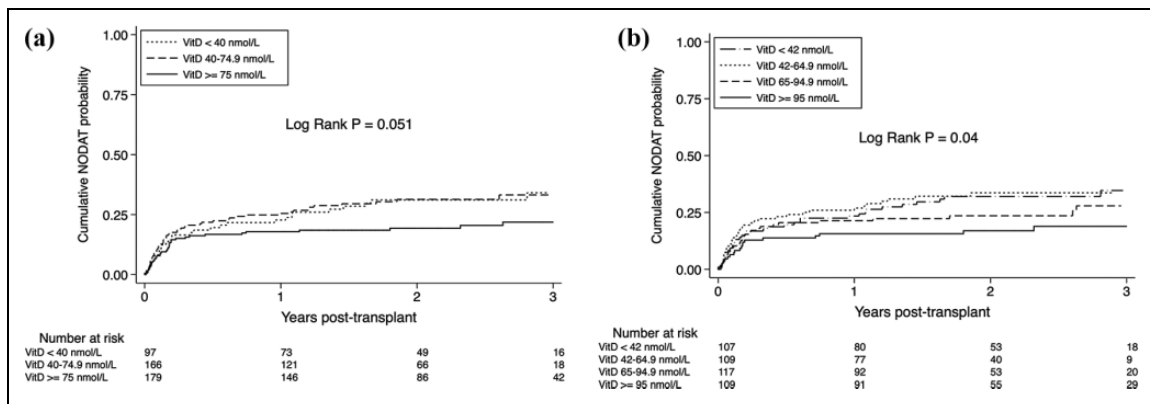 (a)
VitD < 40 nmol/L
VitD 40-74.9 nmol/L
VitD >= 75 nmol/L
Log Rank P = 0.051
Cumulative NODAT probability
1.00
0.75
0.50
0.25
0.00
0 1 2 3
Years post-transplant
Number at risk
VitD < 40 nmol/L 97 73 49 16
VitD 40-74.9 nmol/L 166 121 66 18
VitD >= 75 nmol/L 179 146 86 42
(b)
VitD < 42 nmol/L
VitD 42-64.9 nmol/L
VitD 65-94.9 nmol/L
VitD >= 95 nmol/L
Log Rank P = 0.04
Cumulative NODAT probability
1.00
0.75
0.50
0.25
0.00
0 1 2 3
Years post-transplant
Number at risk
VitD < 42 nmol/L 107 80 53 18
VitD 42-64.9 nmol/L 109 77 40 9
VitD 65-94.9 nmol/L 117 92 53 20
VitD >= 95 nmol/L 109 91 55 29